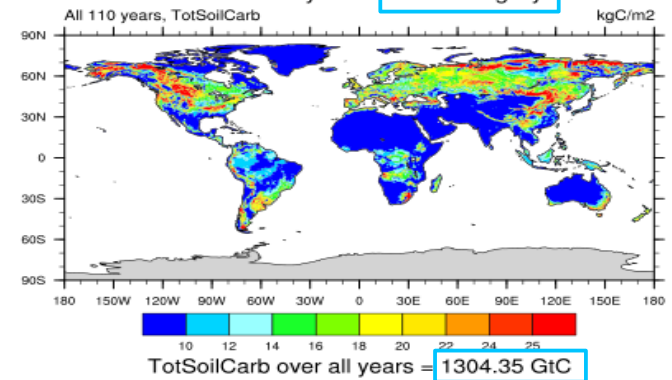 All 110 years, TotSoilCarb kgC/m2
90N
60N
30N
0
30S
60S
90S
180 150W 120W 90W 60W 30W 0 30E 60E 90E 120E 150E 180
10 12 14 16 18 20 22 24 25
TotSoilCarb over all years = 1304.35 GtC